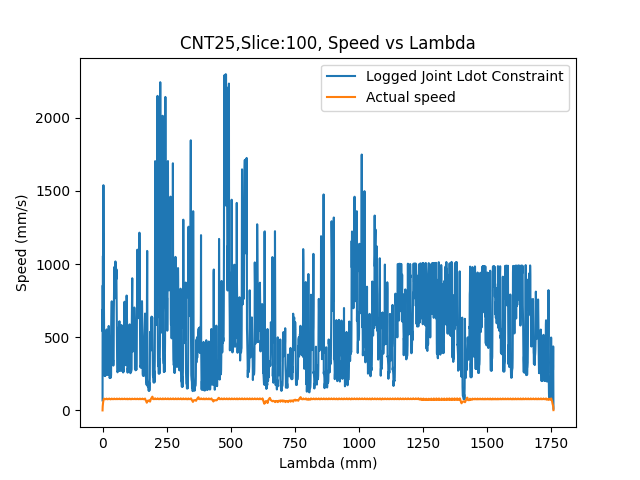 CNT25,Slice:100, Speed vs Lambda
Logged Joint Ldot Constraint
Actual speed
Speed (mm/s)
2000
1500
1000
500
0
0 250 500 750 1000 1250 1500 1750
Lambda (mm)